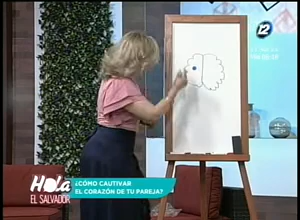 12
Hola
EL SALVADOR
¿CÓMO CAUTIVAR
EL CORAZÓN DE TU PAREJA?